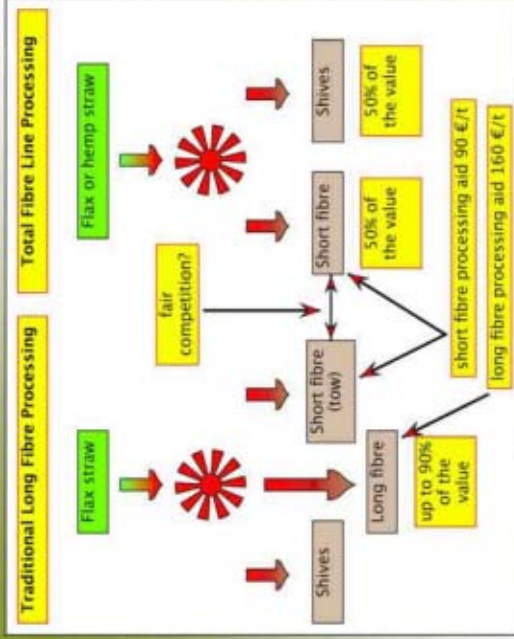 Traditional Long Fibre Processing
Total Fibre Line Processing
Flax straw
Flax or hemp straw
fair
competition?
Shives
Short fibre
(tow)
Short fibre
Shives
Long fibre
up to 90%
of the
value
50% of
the value
50% of
the value
short fibre processing aid 90 €/t
long fibre processing aid 160 €/t